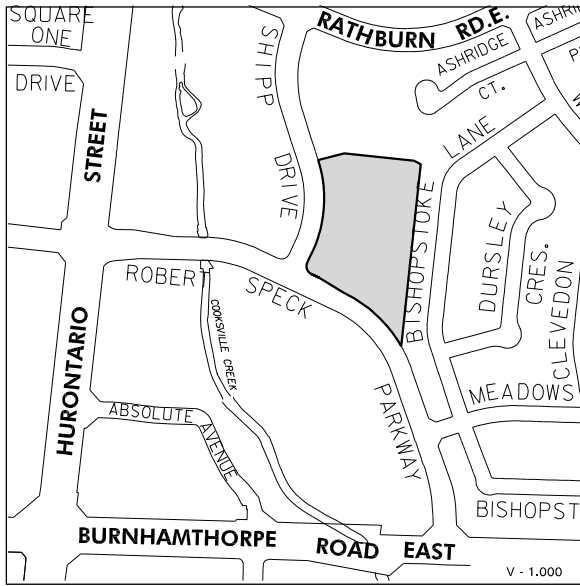 SQUARE
ONE
DRIVE
RATHBURN RD.E.
ASHRIDGE
CT.
SHIPP
DRIVE
LANE
BISHOPSTOKE
STREET
HURONTARIO
DURSLEY
CRES.
CLEVEDON
ROBERT
SPECK
PARKWAY
COOKSVILLE CREEK
ABSOLUTE
AVENUE
MEADOWS
BISHOPST
BURNHAMTHORPE ROAD EAST
V - 1.000